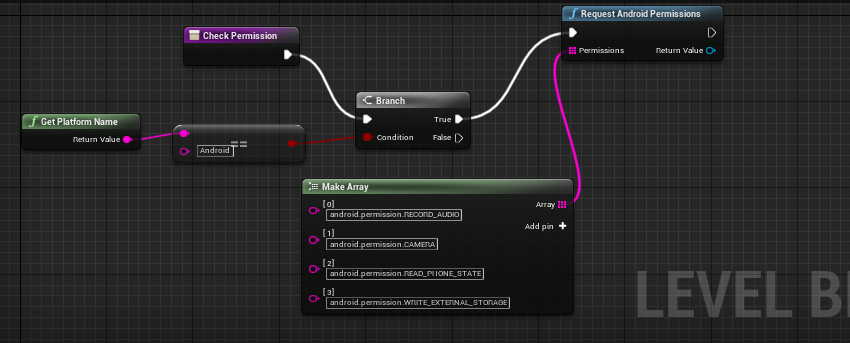 Request Android Permissions
Permissions
Return Value
Check Permission
Branch
True
Condition
False
Get Platform Name
Return Value
==
Android
Make Array
[0]
android.permission.RECORD_AUDIO
Array
Add pin
[1]
android.permission.CAMERA
[2]
android.permission.READ_PHONE_STATE
[3]
android.permission.WRITE_EXTERNAL_STORAGE
LEVEL